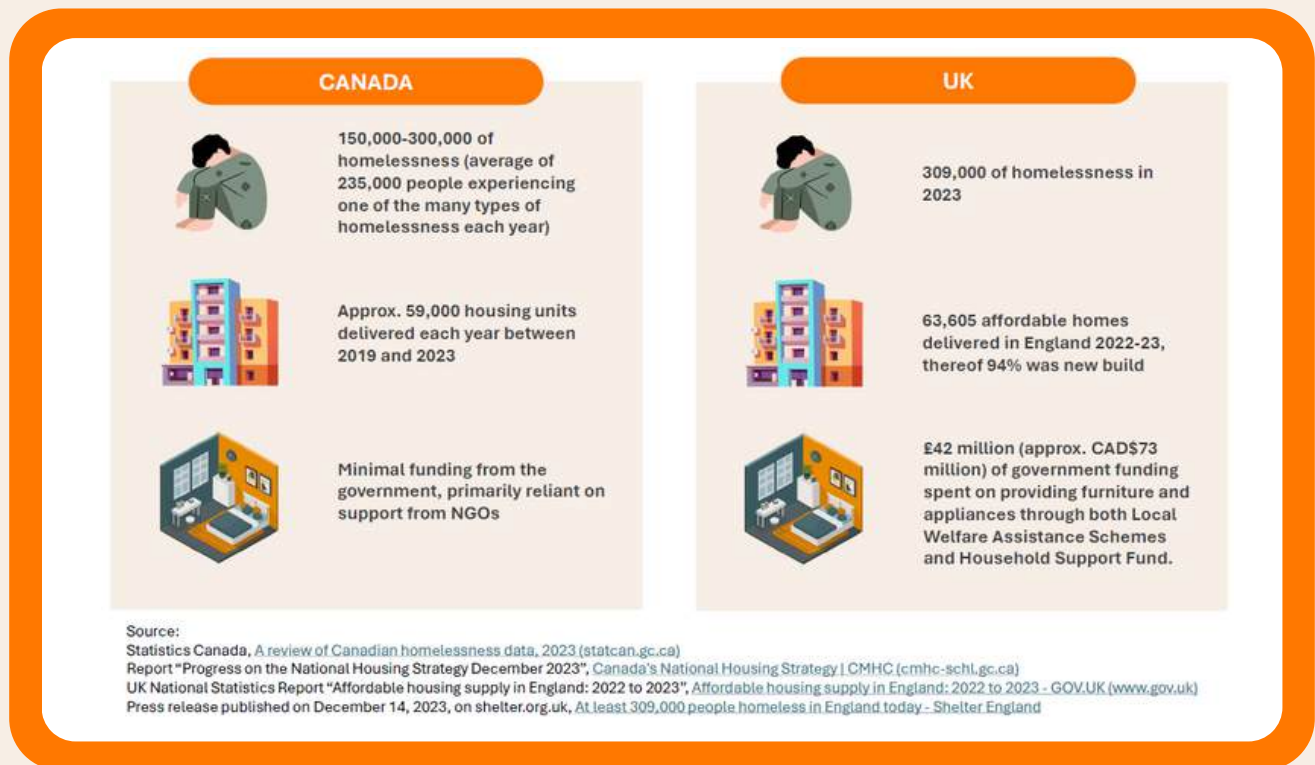 CANADA
150,000-300,000 of
homelessness (average of
235,000 people experiencing
one of the many types of
homelessness each year)
Approx. 59,000 housing units
delivered each year between
2019 and 2023
Minimal funding from the
government, primarily reliant on
support from NGOs
UK
309,000 of homelessness in
2023
63,605 affordable homes
delivered in England 2022-23,
thereof 94% was new build
£42 million (approx. CAD$73
million) of government funding
spent on providing furniture and
appliances through both Local
Welfare Assistance Schemes
and Household Support Fund.
Source:
Statistics Canada, A review of Canadian homelessness data, 2023 (statcan.gc.ca)
Report "Progress on the National Housing Strategy December 2023", Canada's National Housing Strategy | CMHC (cmhc-schl.gc.ca)
UK National Statistics Report "Affordable housing supply in England: 2022 to 2023", Affordable housing supply in England: 2022 to 2023 - GOV.UK (www.gov.uk)
Press release published on December 14, 2023, on shelter.org.uk, At least 309,000 people homeless in England today - Shelter England